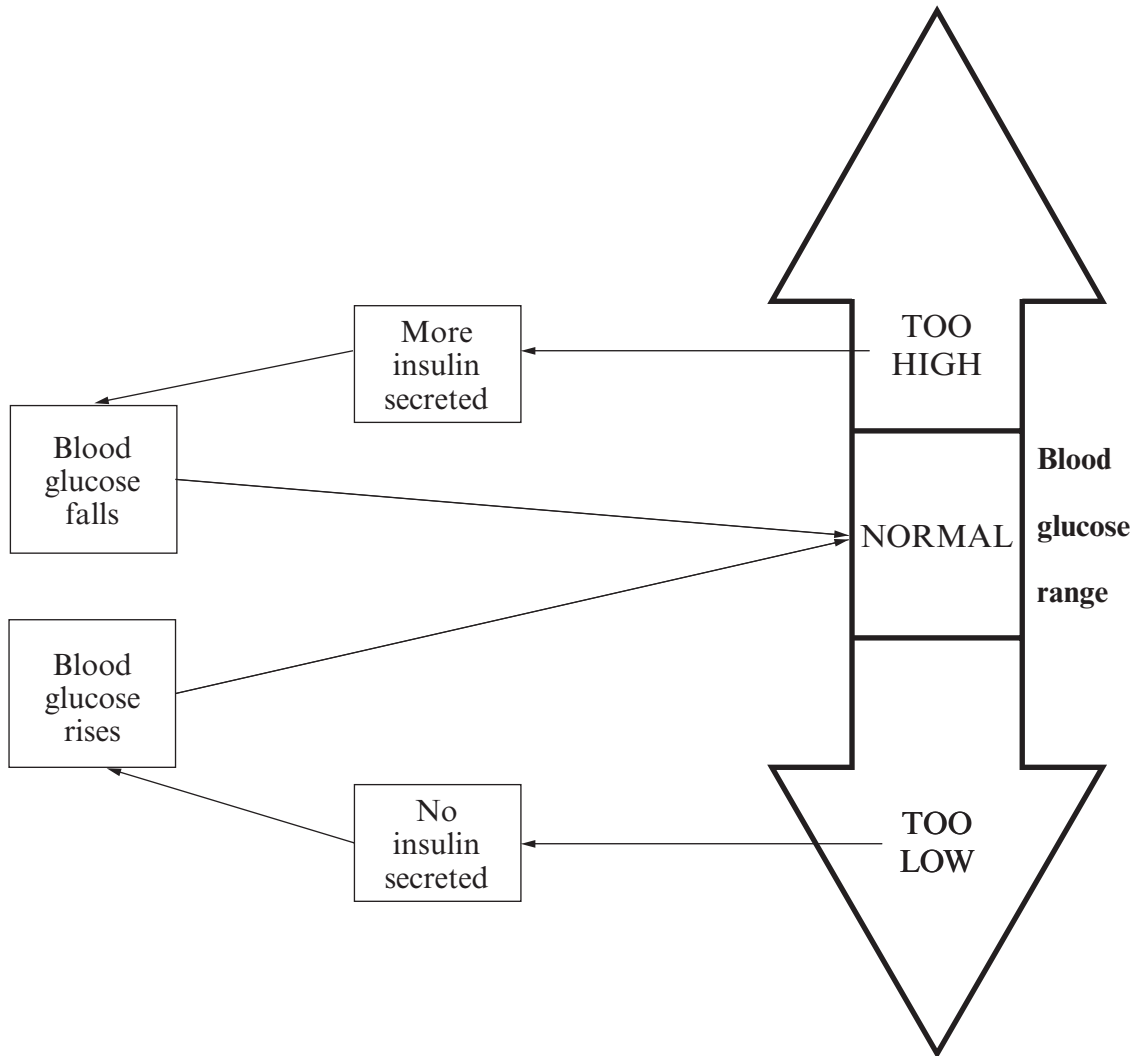 TOO
HIGH
More
insulin
secreted
Blood
glucose
falls
Blood
glucose
range
NORMAL
Blood
glucose
rises
No
insulin
secreted
TOO
LOW